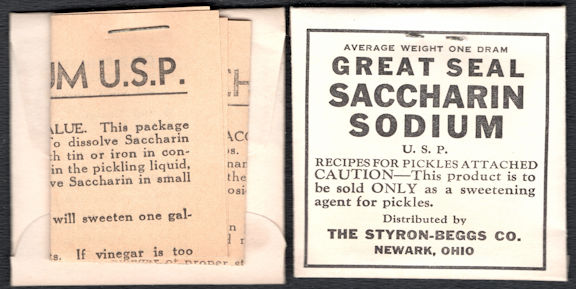 UM U.S.P.
ALUE. This package
o dissolve Saccharin
h tin or iron in con-
in the pickling liquid,
ve Saccharin in small
will sweeten one gal-
s. If vinegar is too
AVERAGE WEIGHT ONE DRAM
GREAT SEAL
SACCHARIN
SODIUM
U. S. P.
RECIPES FOR PICKLES ATTACHED
CAUTION—This product is to
be sold ONLY as a sweetening
agent for pickles.
Distributed by
THE STYRON-BEGGS CO.
NEWARK, OHIO